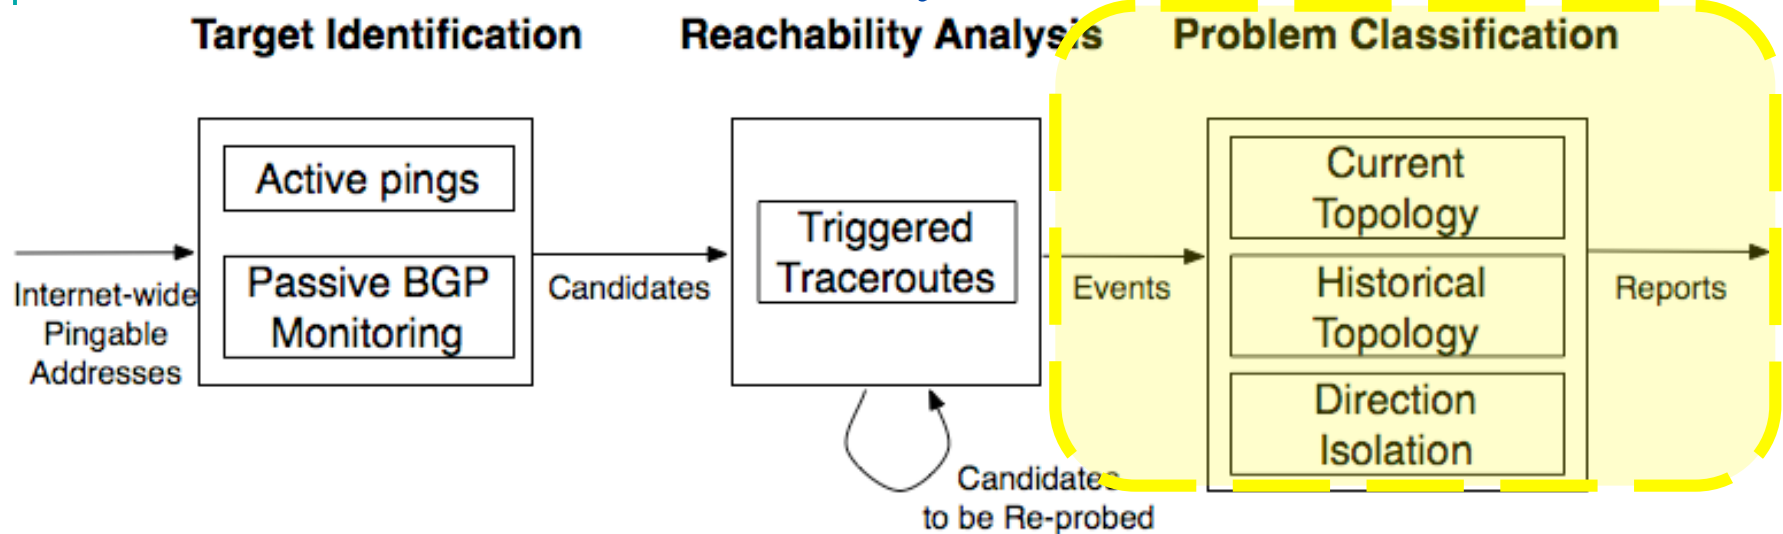 Target Identification
Reachability Analysis
Problem Classification
Active pings
Passive BGP
Monitoring
Internet-wide
Pingable
Addresses
Candidates
Triggered
Traceroutes
Candidates
to be Re-probed
Events
Current
Topology
Historical
Topology
Direction
Isolation
Reports